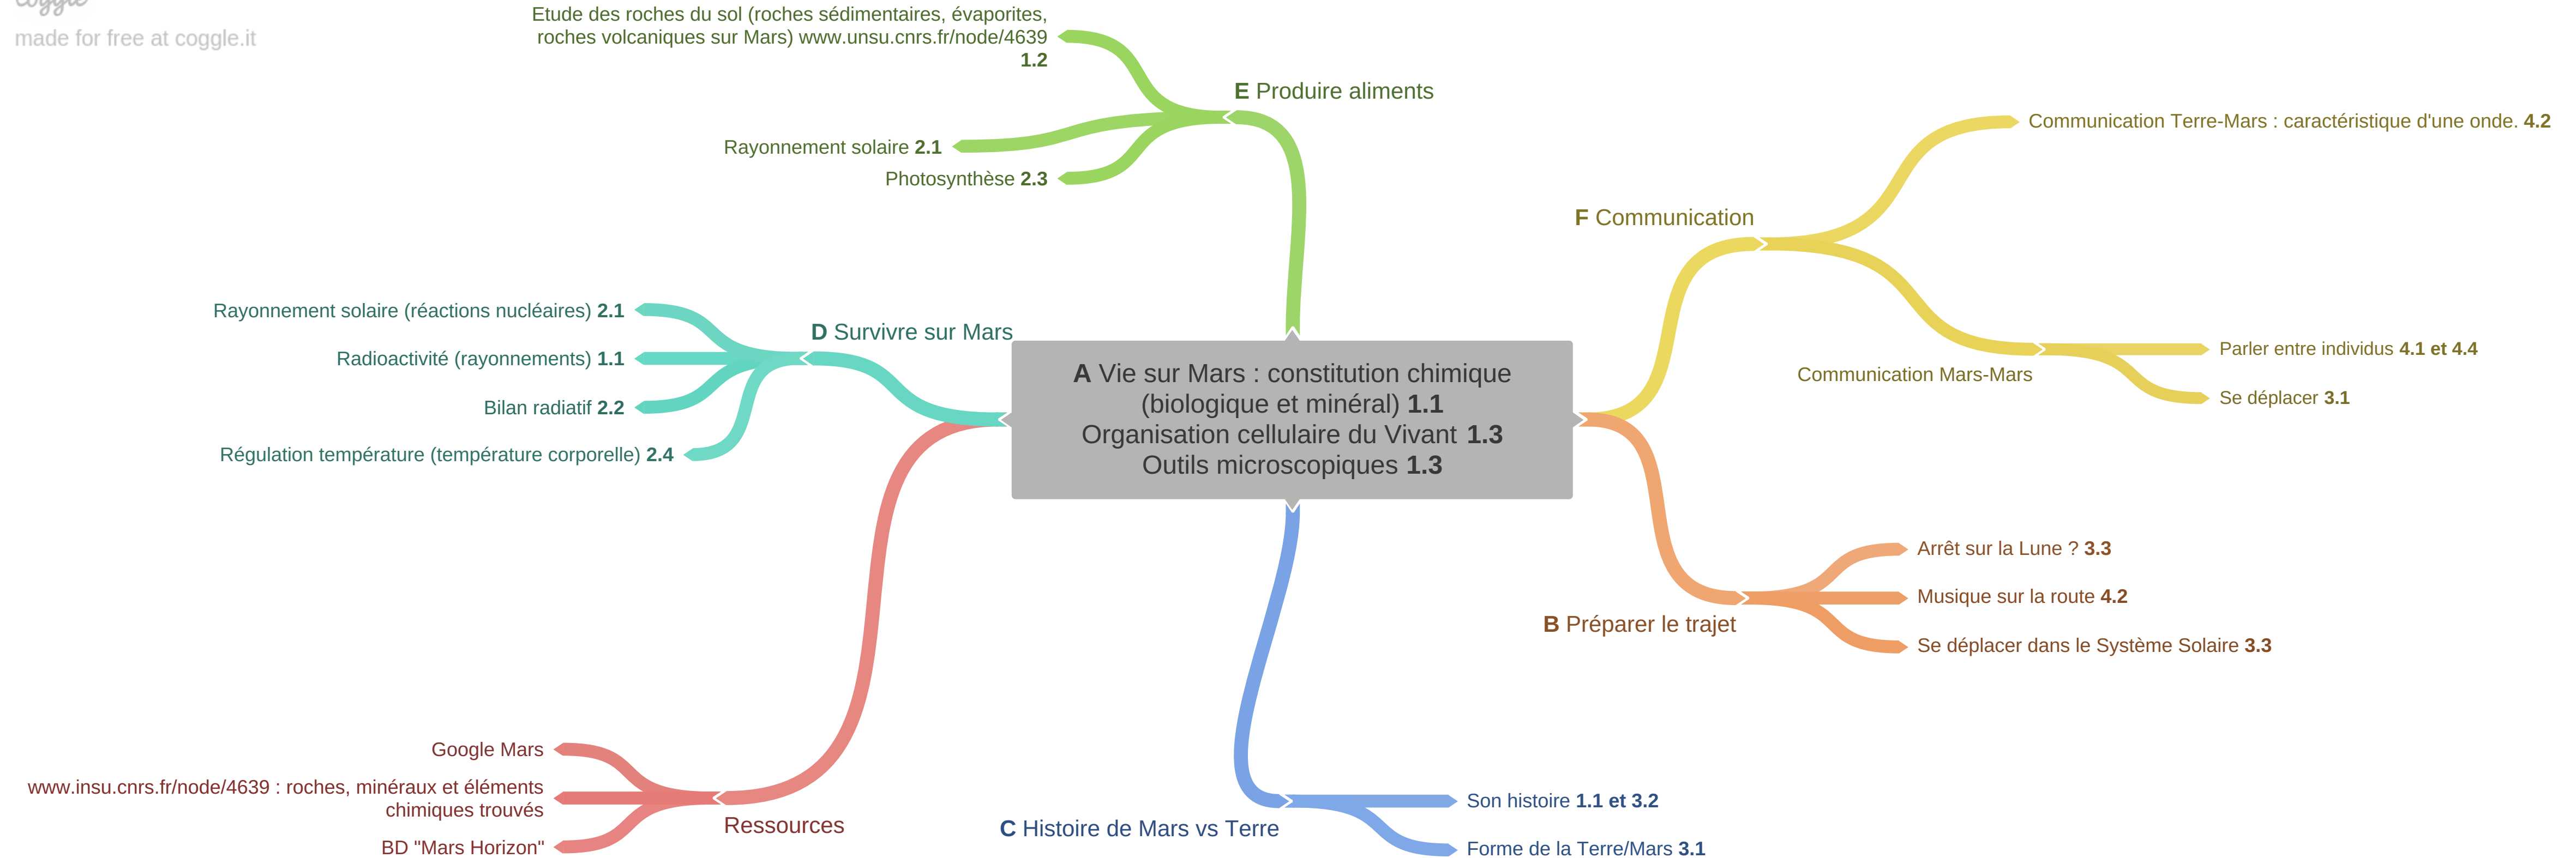 coggle
made for free at coggle.it
Etude des roches du sol (roches sédimentaires, évaporites,
roches volcaniques sur Mars) www.unsu.cnrs.fr/node/4639
1.2
E Produire aliments
Rayonnement solaire 2.1
Photosynthèse 2.3
Communication Terre-Mars : caractéristique d'une onde. 4.2
F Communication
Parler entre individus 4.1 et 4.4
Communication Mars-Mars
Se déplacer 3.1
Rayonnement solaire (réactions nucléaires) 2.1
D Survivre sur Mars
Radioactivité (rayonnements) 1.1
Bilan radiatif 2.2
Régulation température (température corporelle) 2.4
A Vie sur Mars : constitution chimique
(biologique et minéral) 1.1
Organisation cellulaire du Vivant 1.3
Outils microscopiques 1.3
Arrêt sur la Lune ? 3.3
Musique sur la route 4.2
B Préparer le trajet
Se déplacer dans le Système Solaire 3.3
Google Mars
www.insu.cnrs.fr/node/4639 : roches, minéraux et éléments
chimiques trouvés
Ressources
BD "Mars Horizon"
Son histoire 1.1 et 3.2
C Histoire de Mars vs Terre
Forme de la Terre/Mars 3.1